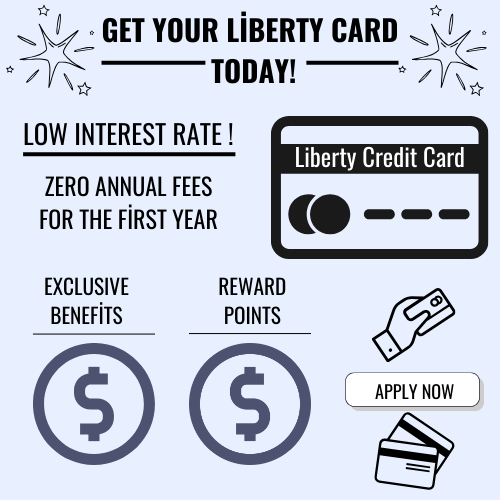 GET YOUR LİBERTY CARD
TODAY!
LOW INTEREST RATE !
ZERO ANNUAL FEES
FOR THE FİRST YEAR
Liberty Credit Card
EXCLUSIVE
BENEFİTS
REWARD
POINTS
$
$
APPLY NOW